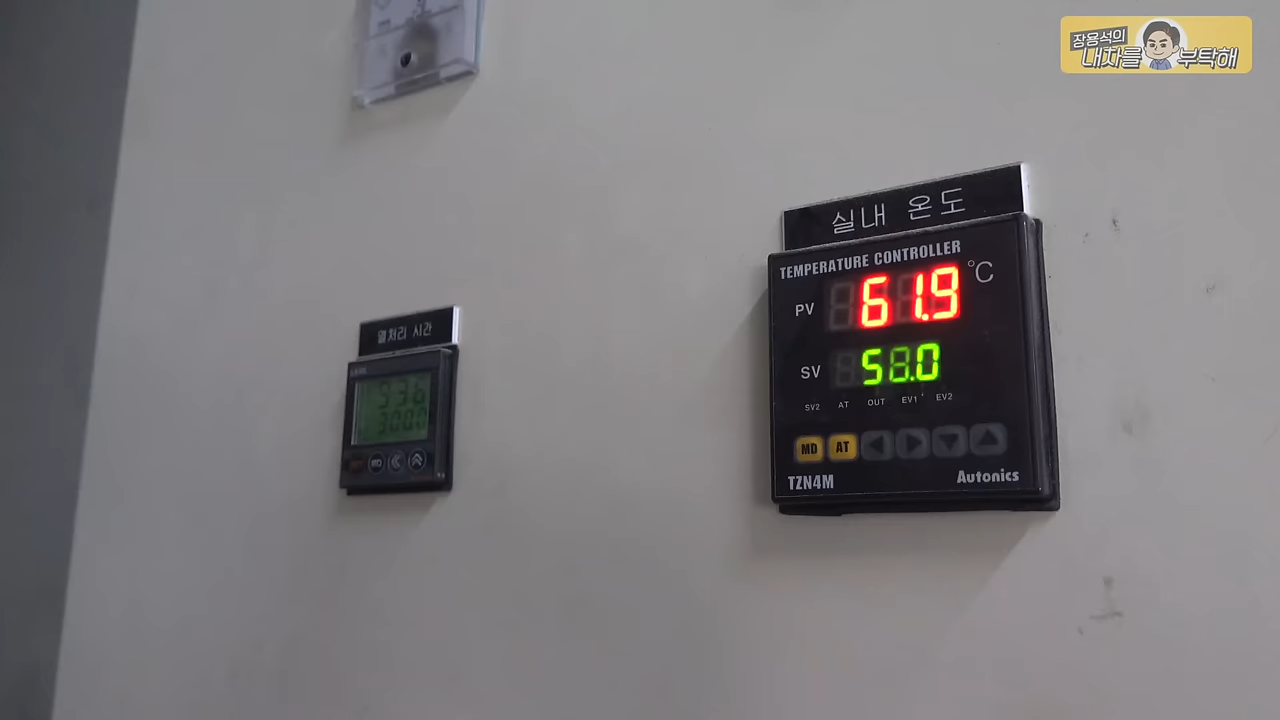 장용석의
내차를 부탁해
실내 온도
TEMPERATURE CONTROLLER
PV 61.9 °C
SV 58.0
SV2 AT OUT EV1 EV2
MD AT
TZN4M Autonics
열처리 시간
MD